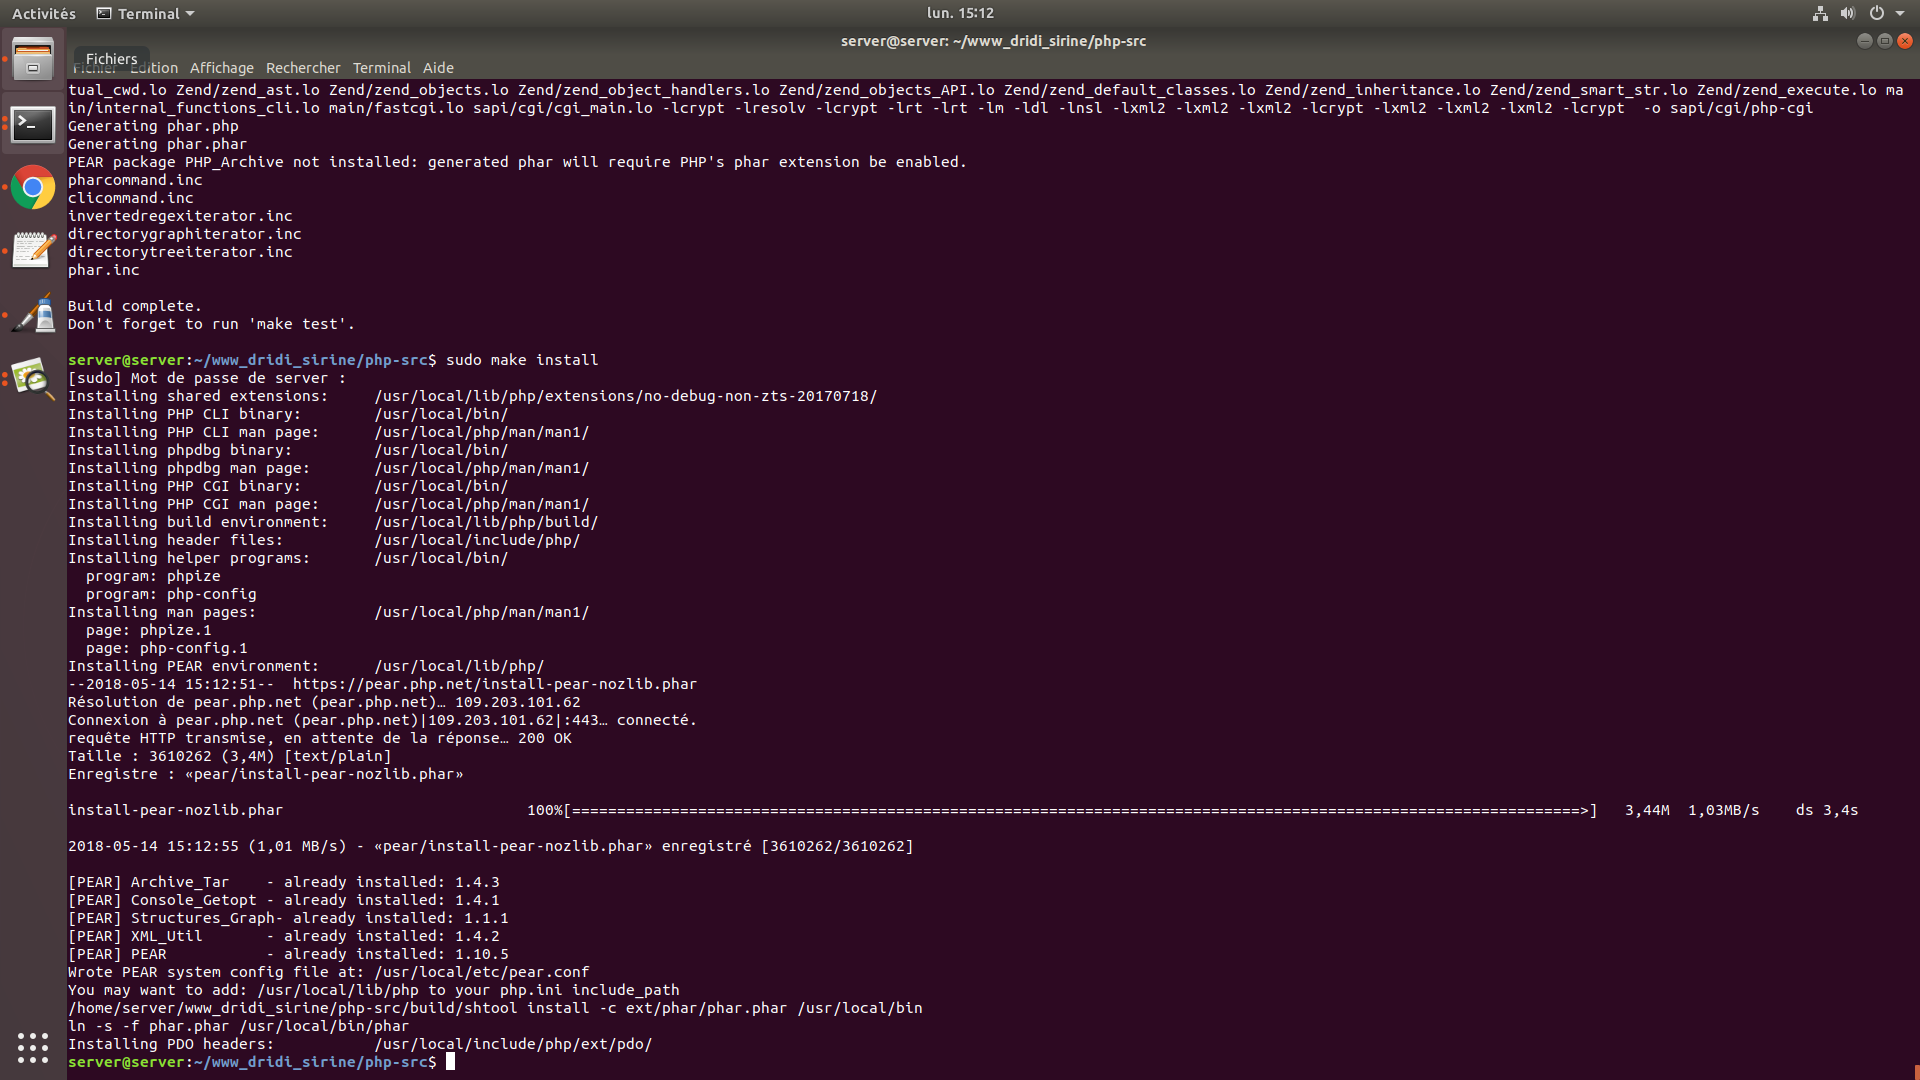 Activités Terminal lun. 15:12
server@server: ~/www_dridi_sirine/php-src
Fichiers
Fichier Édition Affichage Rechercher Terminal Aide
tual_cwd.lo Zend/zend_ast.lo Zend/zend_objects.lo Zend/zend_object_handlers.lo Zend/zend_objects_API.lo Zend/zend_default_classes.lo Zend/zend_inheritance.lo Zend/zend_smart_str.lo Zend/zend_execute.lo ma
in/internal_functions_cli.lo main/fastcgi.lo sapi/cgi/cgi_main.lo -lcrypt -lresolv -lcrypt -lrt -lrt -lm -ldl -lnsl -lxml2 -lxml2 -lxml2 -lcrypt -lxml2 -lxml2 -lxml2 -lcrypt  -o sapi/cgi/php-cgi
Generating phar.php
Generating phar.phar
PEAR package PHP_Archive not installed: generated phar will require PHP's phar extension be enabled.
pharcommand.inc
clicommand.inc
invertedregexiterator.inc
directorygraphiterator.inc
directorytreeiterator.inc
phar.inc
Build complete.
Don't forget to run 'make test'.
server@server:~/www_dridi_sirine/php-src$ sudo make install
[sudo] Mot de passe de server :
Installing shared extensions:     /usr/local/lib/php/extensions/no-debug-non-zts-20170718/
Installing PHP CLI binary:        /usr/local/bin/
Installing PHP CLI man page:      /usr/local/php/man/man1/
Installing phpdbg binary:         /usr/local/bin/
Installing phpdbg man page:       /usr/local/php/man/man1/
Installing PHP CGI binary:        /usr/local/bin/
Installing PHP CGI man page:      /usr/local/php/man/man1/
Installing build environment:     /usr/local/lib/php/build/
Installing header files:          /usr/local/include/php/
Installing helper programs:       /usr/local/bin/
  program: phpize
  program: php-config
Installing man pages:             /usr/local/php/man/man1/
  page: phpize.1
  page: php-config.1
Installing PEAR environment:      /usr/local/lib/php/
--2018-05-14 15:12:51--  https://pear.php.net/install-pear-nozlib.phar
Résolution de pear.php.net (pear.php.net)… 109.203.101.62
Connexion à pear.php.net (pear.php.net)|109.203.101.62|:443… connecté.
requête HTTP transmise, en attente de la réponse… 200 OK
Taille : 3610262 (3,4M) [text/plain]
Enregistre : «pear/install-pear-nozlib.phar»
install-pear-nozlib.phar                           100%[================================================================================================================>]   3,44M  1,03MB/s    ds 3,4s
2018-05-14 15:12:55 (1,01 MB/s) - «pear/install-pear-nozlib.phar» enregistré [3610262/3610262]
[PEAR] Archive_Tar    - already installed: 1.4.3
[PEAR] Console_Getopt - already installed: 1.4.1
[PEAR] Structures_Graph- already installed: 1.1.1
[PEAR] XML_Util       - already installed: 1.4.2
[PEAR] PEAR           - already installed: 1.10.5
Wrote PEAR system config file at: /usr/local/etc/pear.conf
You may want to add: /usr/local/lib/php to your php.ini include_path
/home/server/www_dridi_sirine/php-src/build/shtool install -c ext/phar/phar.phar /usr/local/bin
ln -s -f phar.phar /usr/local/bin/phar
Installing PDO headers:           /usr/local/include/php/ext/pdo/
server@server:~/www_dridi_sirine/php-src$